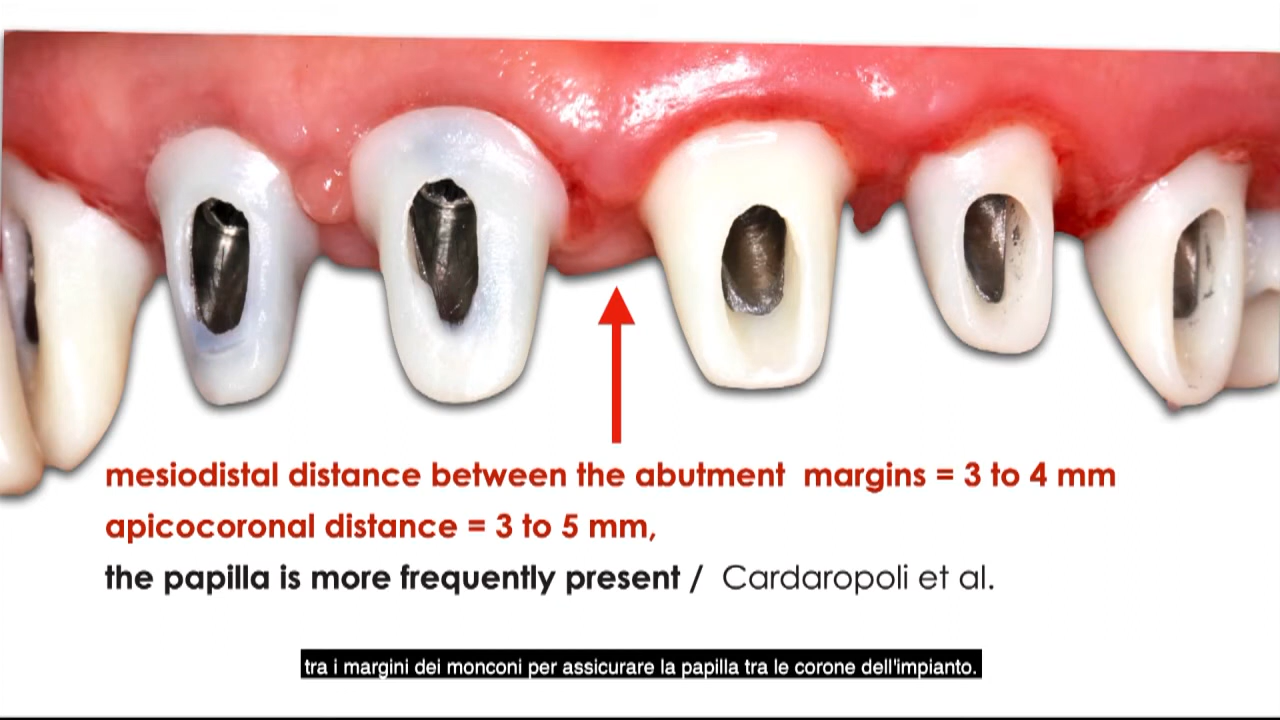 mesiodistal distance between the abutment margins = 3 to 4 mm
apicocoronal distance = 3 to 5 mm,
the papilla is more frequently present / Cardaropoli et al.
tra i margini dei monconi per assicurare la papilla tra le corone dell'impianto.